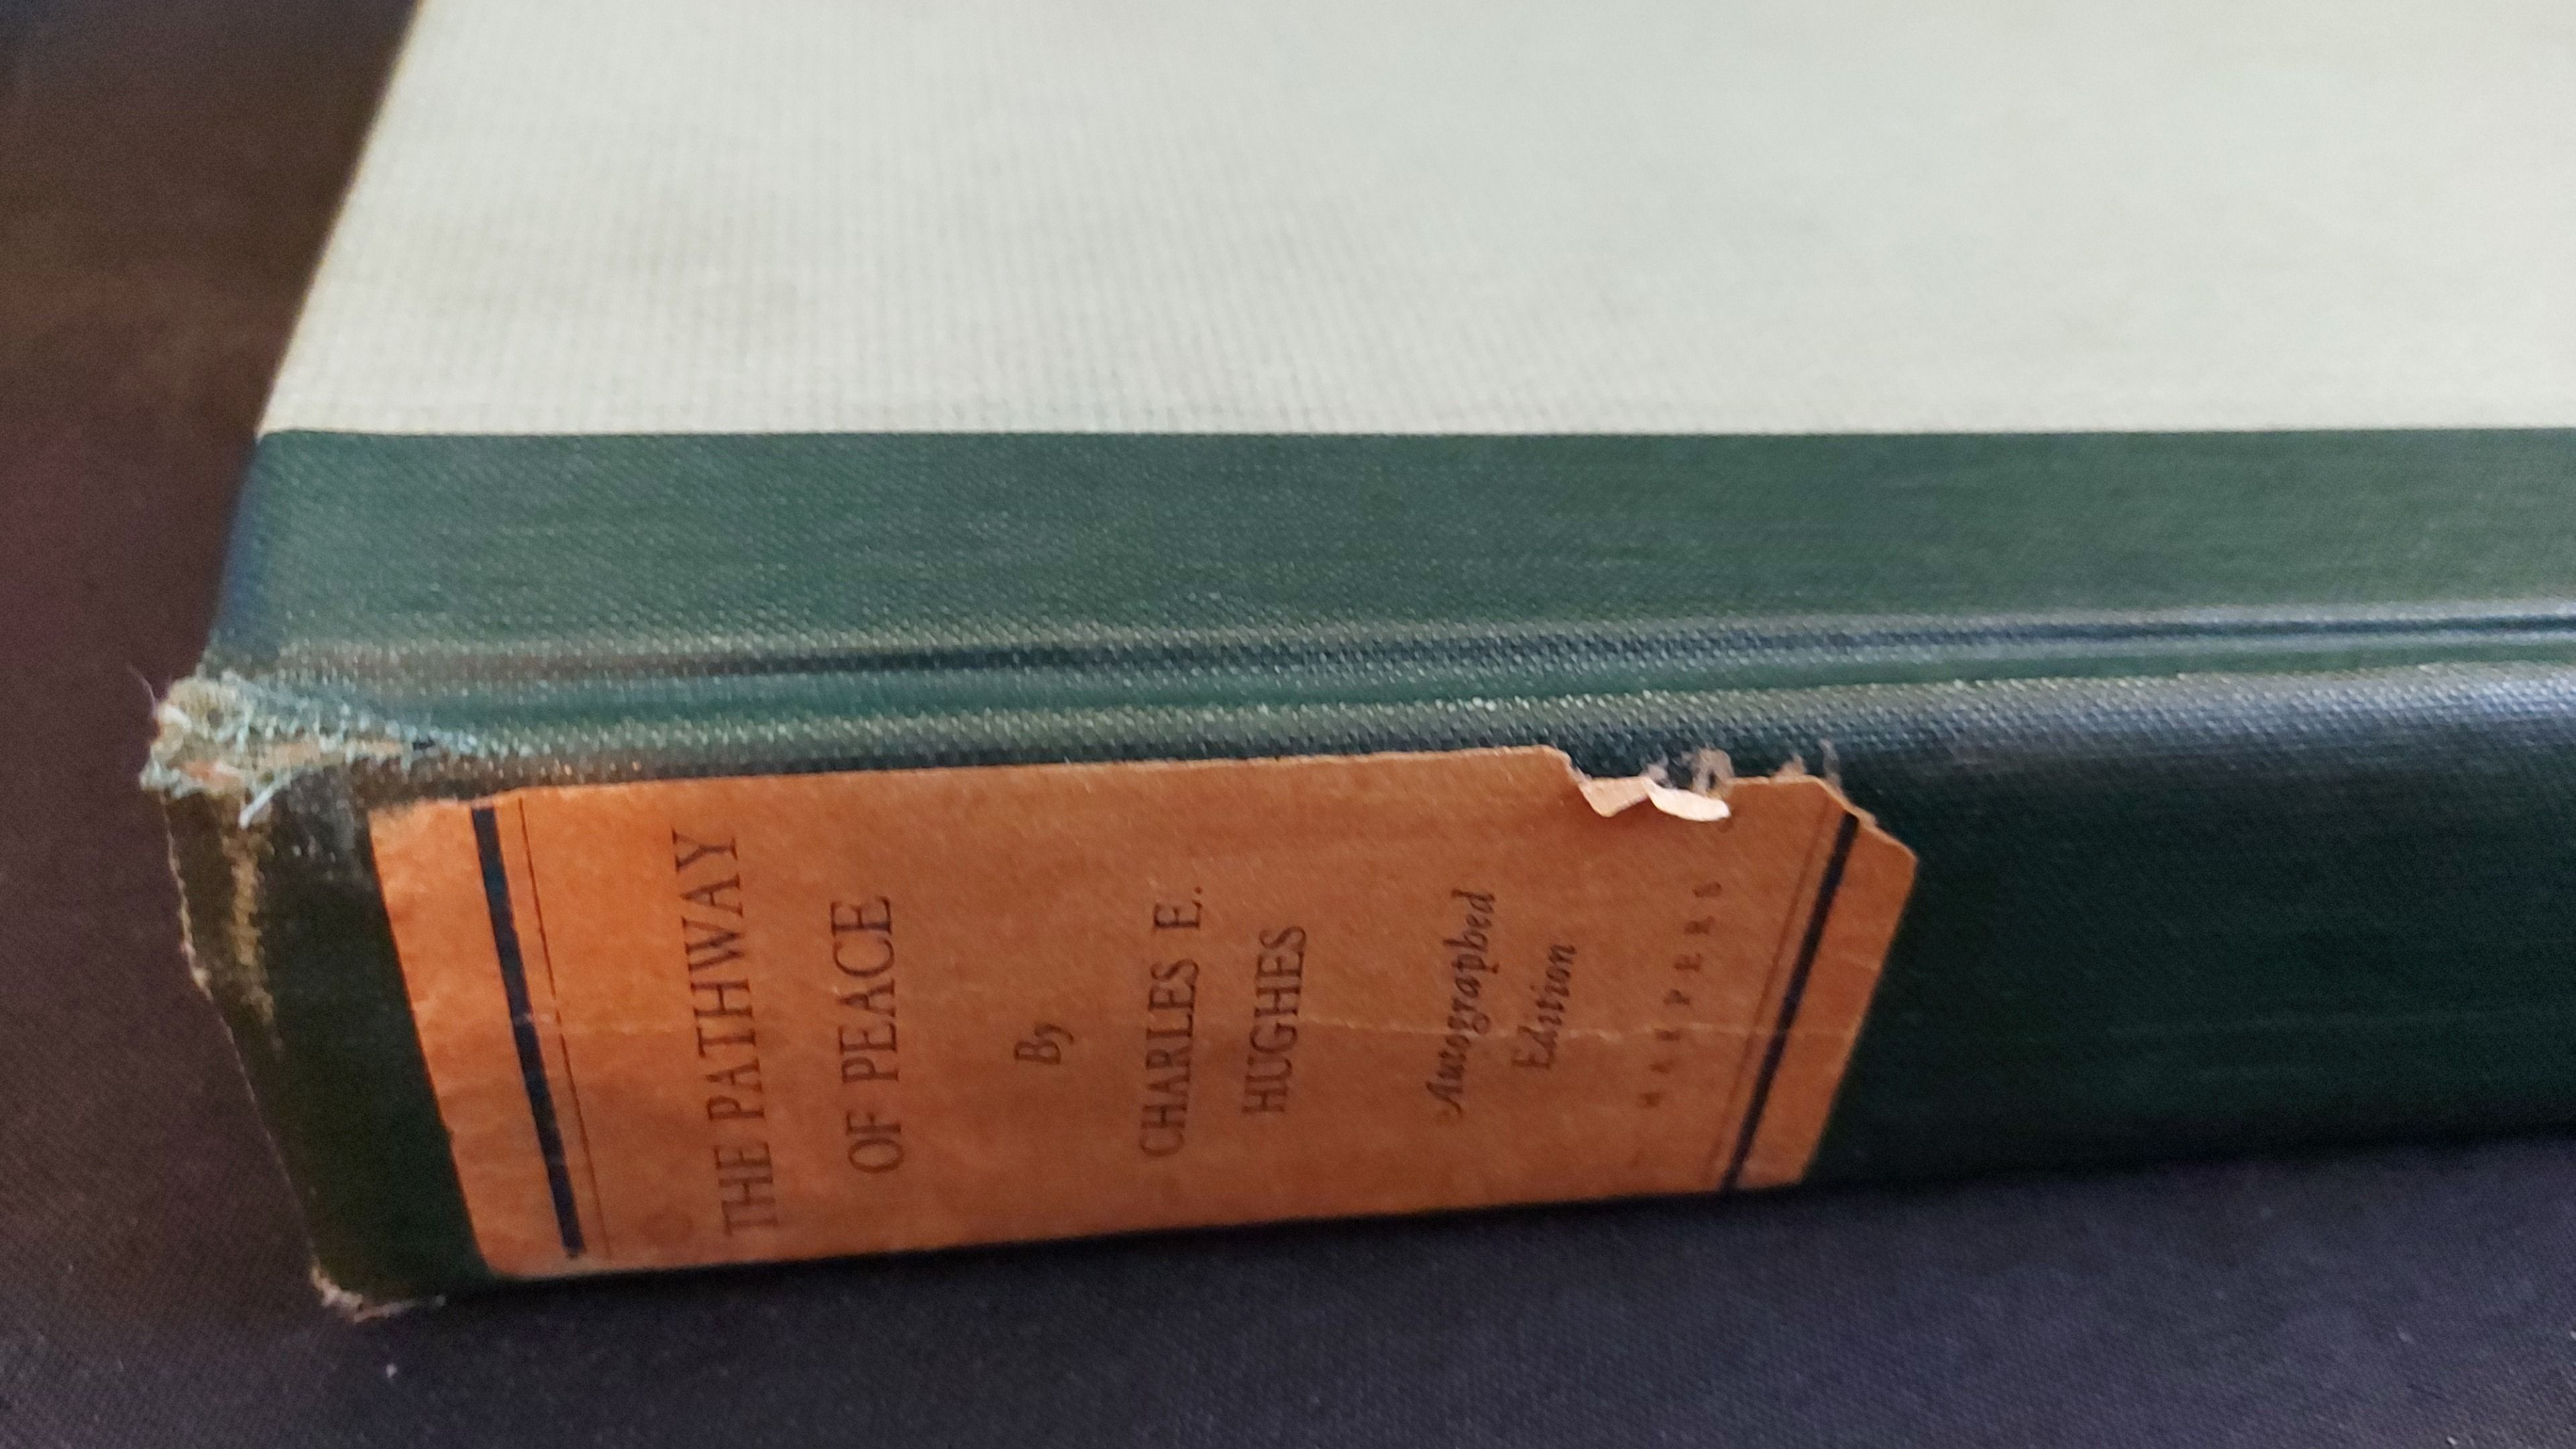 THE PATHWAY
OF PEACE
By
CHARLES E.
HUGHES
Autographed
Edition
HARPERS